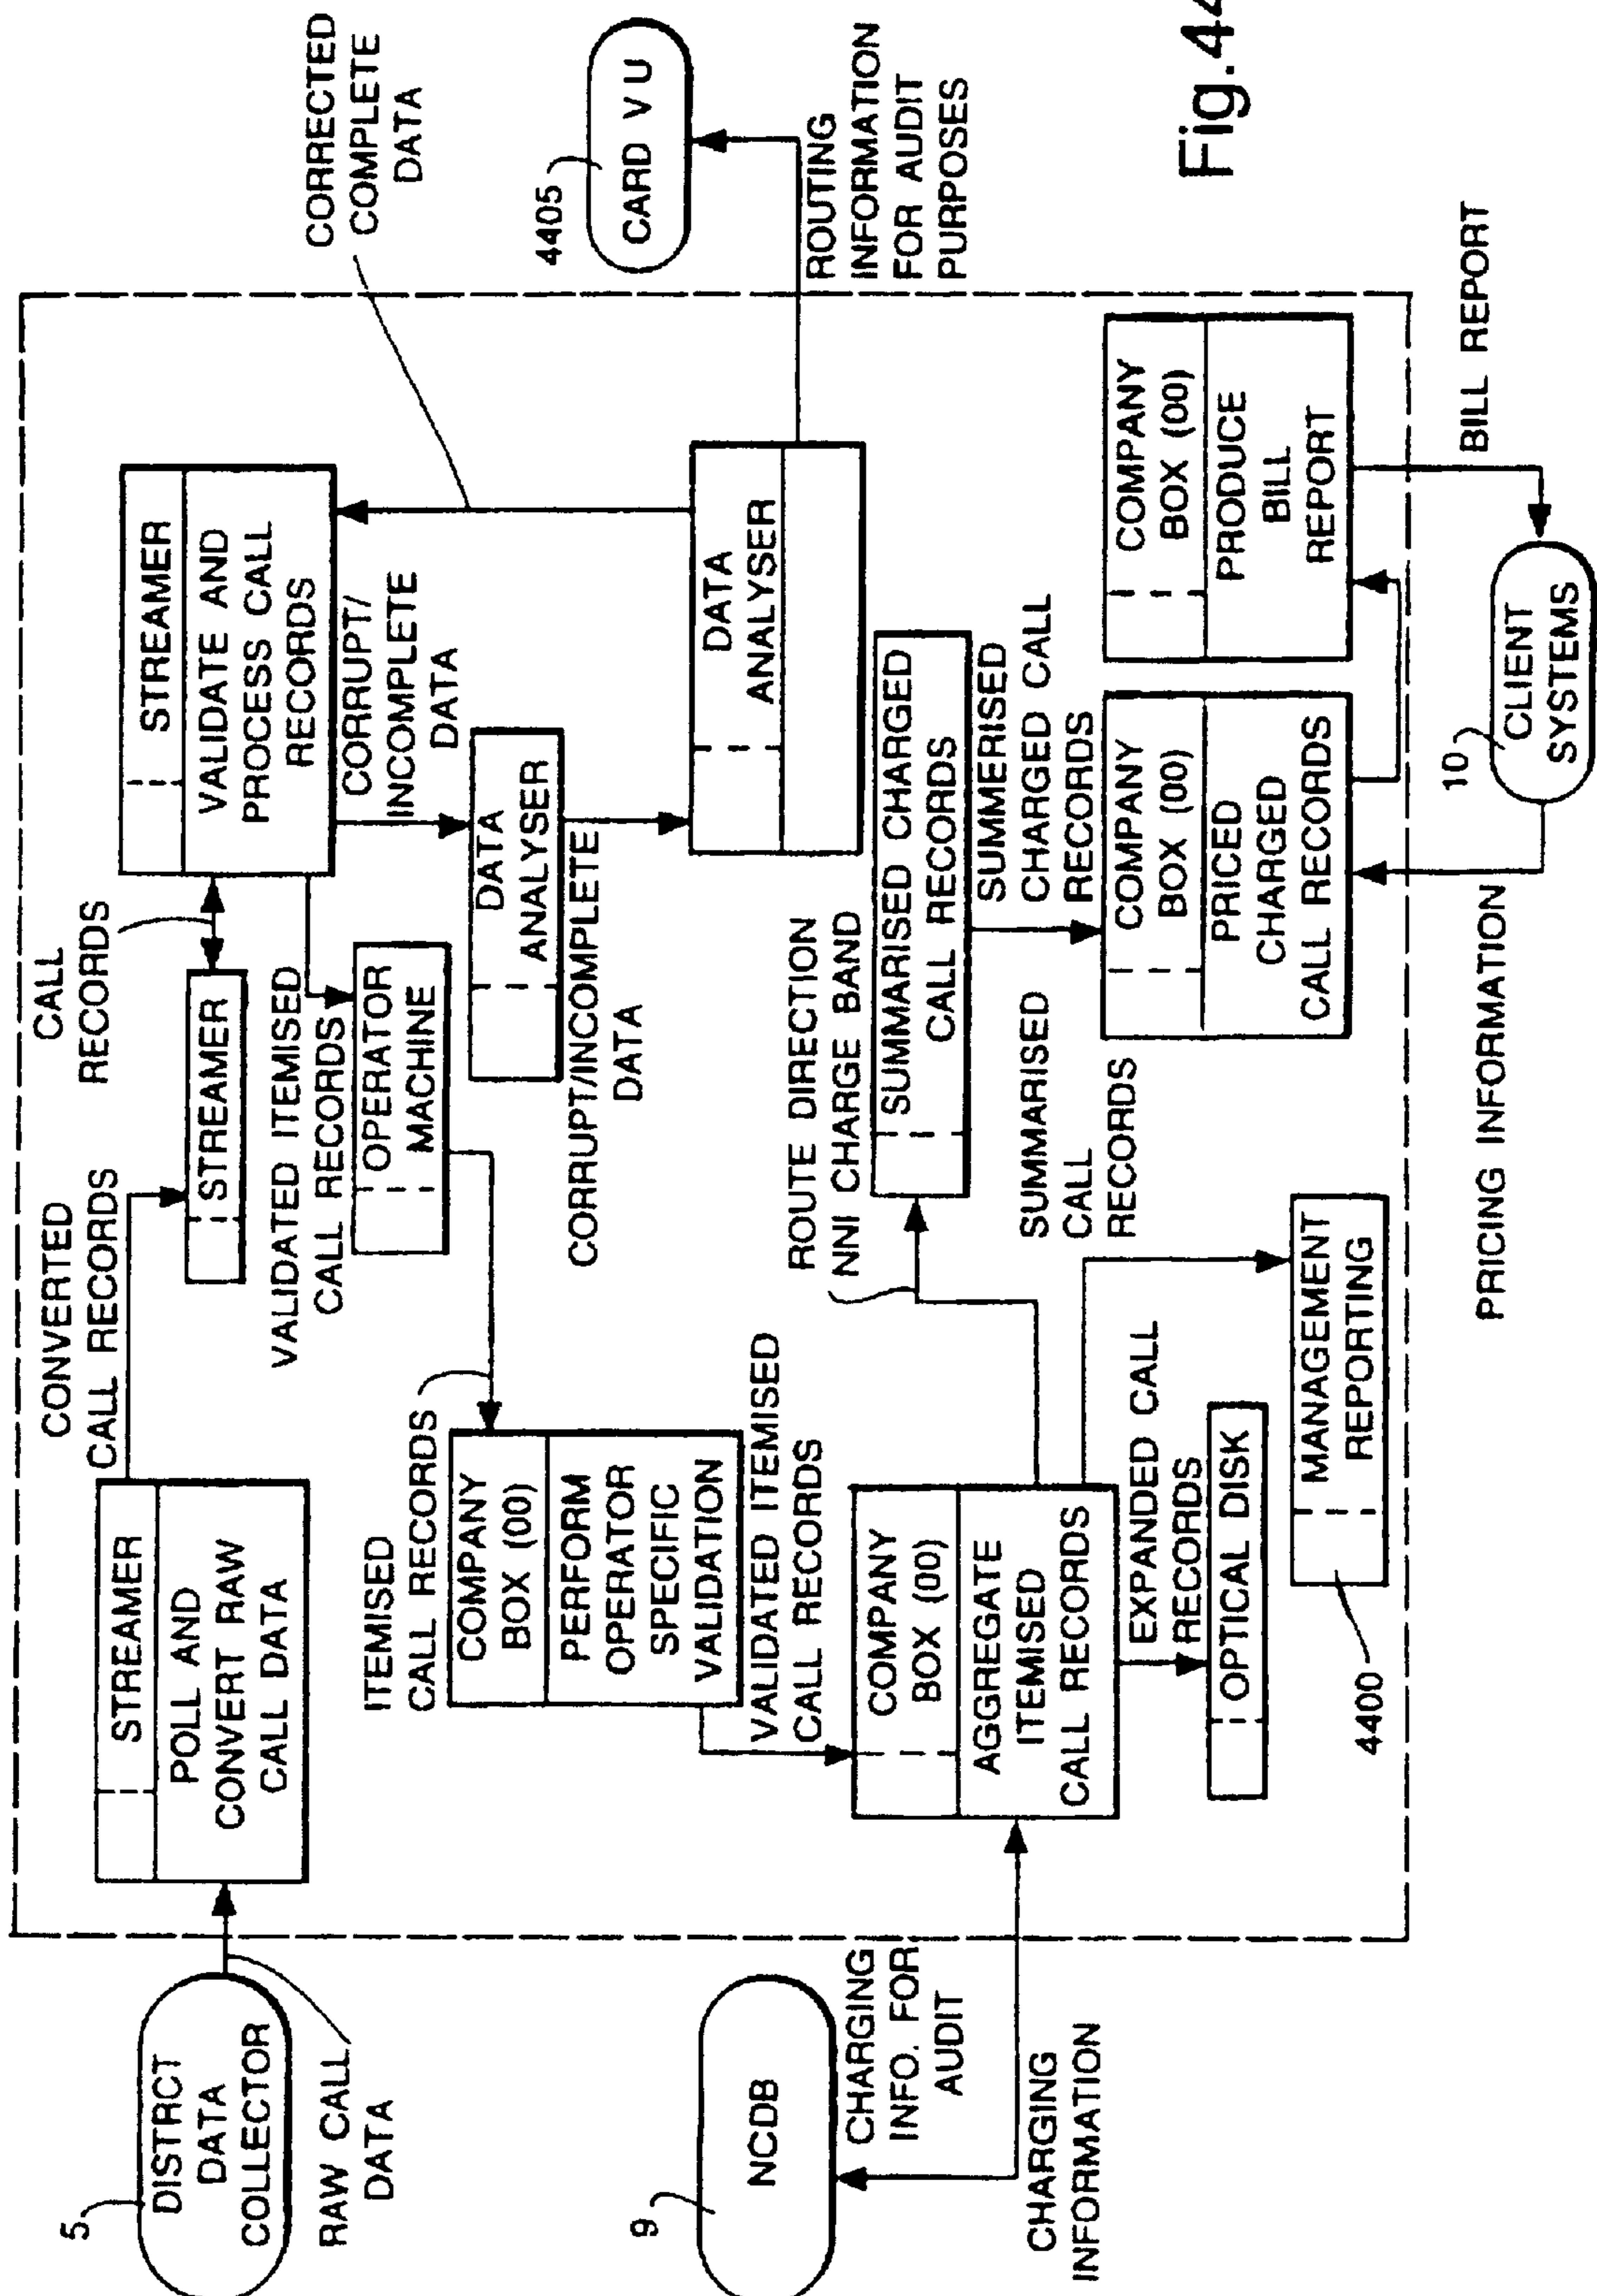 5
DISTRCT
DATA
COLLECTOR
RAW CALL
DATA
STREAMER
POLL AND
CONVERT RAW
CALL DATA
CONVERTED
CALL RECORDS
STREAMER
CALL
RECORDS
STREAMER
VALIDATE AND
PROCESS CALL
RECORDS
CORRECTED
COMPLETE
DATA
VALIDATED ITEMISED
CALL RECORDS
OPERATOR
MACHINE
CORRUPT/
INCOMPLETE
DATA
DATA
ANALYSER
CORRUPT/INCOMPLETE
DATA
DATA
ANALYSER
4405
CARD V U
ROUTING
INFORMATION
FOR AUDIT
PURPOSES
ITEMISED
CALL RECORDS
COMPANY
BOX (00)
PERFORM
OPERATOR
SPECIFIC
VALIDATION
VALIDATED ITEMISED
CALL RECORDS
9
NCDB
CHARGING
INFO. FOR
AUDIT
CHARGING
INFORMATION
COMPANY
BOX (00)
AGGREGATE
ITEMISED
CALL RECORDS
ROUTE DIRECTION
NNI CHARGE BAND
SUMMARISED CHARGED
CALL RECORDS
SUMMERISED
CHARGED CALL
RECORDS
SUMMARISED
CALL
RECORDS
EXPANDED CALL
RECORDS
OPTICAL DISK
MANAGEMENT
REPORTING
4400
COMPANY
BOX (00)
PRICED
CHARGED
CALL RECORDS
COMPANY
BOX (00)
PRODUCE
BILL
REPORT
PRICING INFORMATION
10
CLIENT
SYSTEMS
BILL REPORT
Fig.44